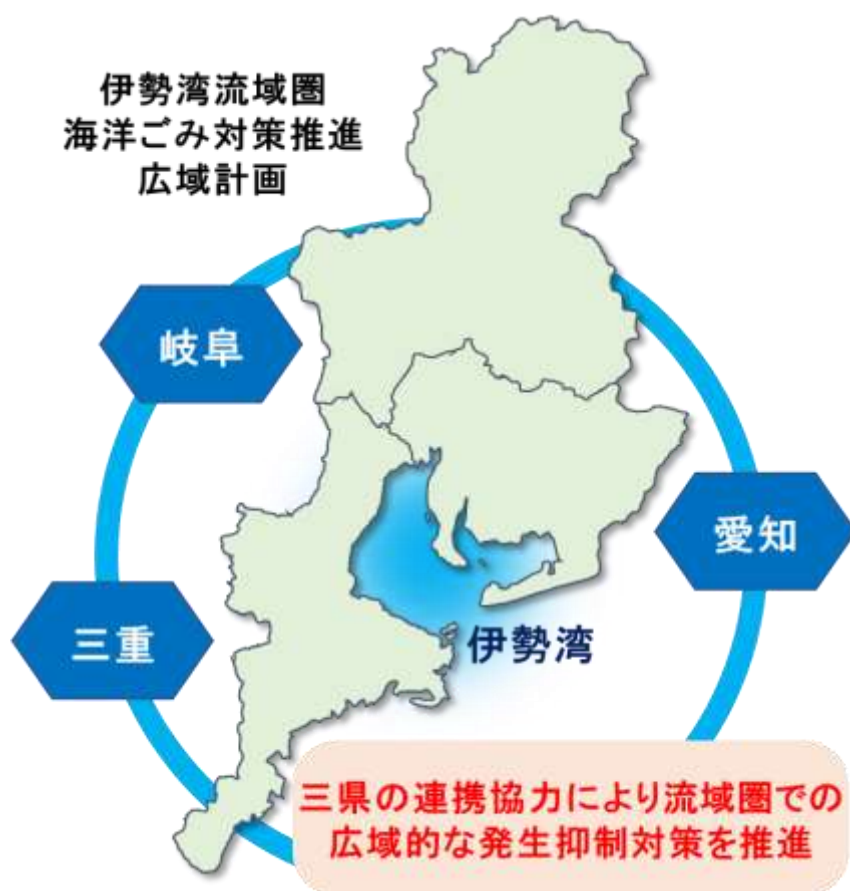 伊勢湾流域圏
海洋ごみ対策推進
広域計画
岐阜
愛知
三重
伊勢湾
三県の連携協力により流域圏での
広域的な発生抑制対策を推進